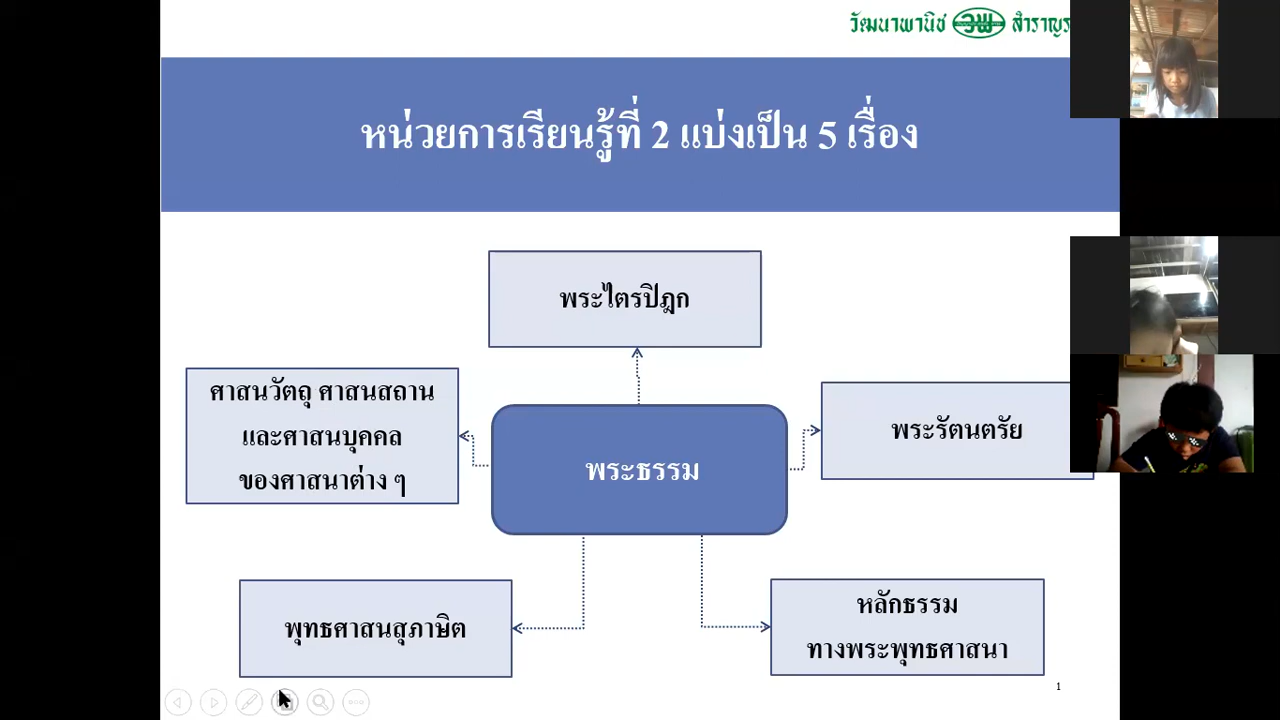 วัฒนาพานิช วพ สำราญร
หน่วยการเรียนรู้ที่ 2 แบ่งเป็น 5 เรื่อง
พระไตรปิฎก
ศาสนวัตถุ ศาสนสถาน
และศาสนบุคคล
ของศาสนาต่าง ๆ
พระธรรม
พระรัตนตรัย
พุทธศาสนสุภาษิต
หลักธรรม
ทางพระพุทธศาสนา
1